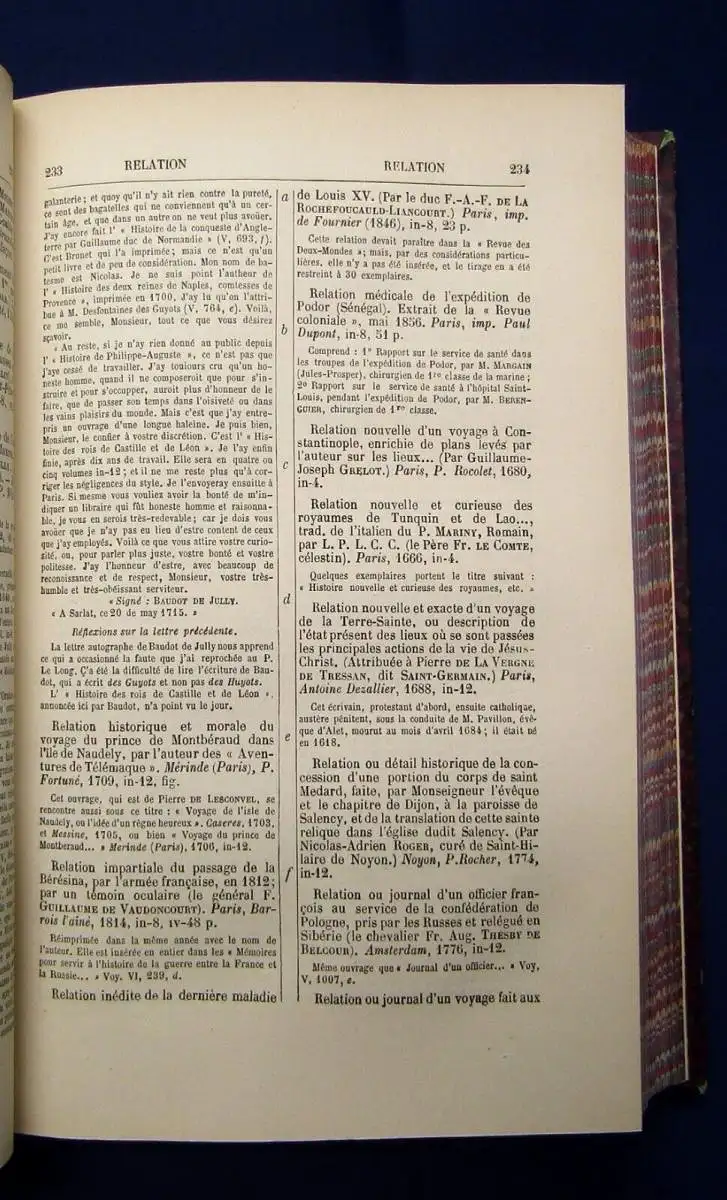 233
RELATION
galanterie; et quoy qu'il n'y ait rien contre la pureté,
ce sont des bagatelles qui ne conviennent qu'à un cer-
tain âge, et que dans un autre on ne veut plus avoüer.
J'ay encore fait l' « Histoire de la conqueste d'Angle-
terre par Guillaume duc de Normandie » (V, 693, f).
C'est Bronet qui l'a imprimée; mais ce n'est qu'un
petit livre et de peu de considération. Mon nom de ba-
tesme est Nicolas. Je ne suis point l'autheur de
l' « Histoire des deux reines de Naples, comtesses de
Provence », imprimée en 1700. J'ay lu qu'on l'attri-
bue à M. Desfontaines des Guyots (V, 764, e). Voilà,
ce me semble, Monsieur, tout ce que vous désirez
sçavoir.
« Au reste, si je n'ay rien donné au public depuis
l' « Histoire de Philippe-Auguste », ce n'est pas que
j'aye cessé de travailler. J'ay toujours cru qu'un ho-
neste homme, quand il ne composeroit que pour s'in-
struire et pour s'occupper, auroit plus d'honneur de le
faire, que de passer son temps dans l'oisiveté ou dans
les vains plaisirs du monde. Mais c'est que j'ay entre-
pris un ouvrage d'une longue haleine. Je puis bien,
Monsieur, le confier à vostre discrétion. C'est l' « His-
toire des rois de Castille et de Léon ». Je l'ay enfin
finie, après dix ans de travail. Elle sera en quatre ou
cinq volumes in-12; et il ne me reste plus qu'à cor-
riger les négligences du style. Je l'envoyeray ensuitte à
Paris. Si mesme vous vouliez avoir la bonté de m'in-
diquer un libraire qui fût honeste homme et raisonna-
ble, je vous en serois très-redevable; car je dois vous
avoüer que je n'ay pas eu lieu d'estre content de ceux
que j'ay employés. Voilà ce que vous attire vostre curio-
sité, ou, pour parler plus juste, vostre bonté et vostre
politesse. J'ay l'honneur d'estre, avec beaucoup de
reconoissance et de respect, Monsieur, vostre très-
humble et très-obéissant serviteur.
« Signé : BAUDOT DE JULLY.
« A Sarlat, ce 20 de may 1715. »
Réflexions sur la lettre précédente.
La lettre autographe de Baudot de Jully nous apprend
ce qui a occasionné la faute que j'ai reprochée au P.
Le Long. Ç'a été la difficulté de lire l'écriture de Bau-
dot, qui a écrit des Guyots et non pas des Huyots.
L' « Histoire des rois de Castille et de Léon »,
annoncée ici par Baudot, n'a point vu le jour.
Relation historique et morale du
voyage du prince de Montbéraud dans
l'île de Naudely, par l'auteur des « Aven-
tures de Télémaque ». Mérinde (Paris), P.
Fortuné, 1709, in-12, fig.
Cet ouvrage, qui est de Pierre DE LESCONVEL, se
rencontre aussi sous ce titre : « Voyage de l'isle de
Naudely, ou l'idée d'un règne heureux ». Caseres, 1703,
et Messine, 1705, ou bien « Voyage du prince de
Montberaud... » Merinde (Paris), 1706, in-12.
Relation impartiale du passage de la
Bérésina, par l'armée française, en 1812;
par un témoin oculaire (le général F.
GUILLAUME DE VAUDONCOURT). Paris, Bar-
rois l'aîné, 1814, in-8, IV-48 p.
Réimprimée dans la même année avec le nom de
l'auteur. Elle est insérée en entier dans les « Mémoires
pour servir à l'histoire de la guerre entre la France et
la Russie... » Voy. VI, 239, d.
Relation inédite de la dernière maladie
a
b
c
d
e
f
RELATION
234
de Louis XV. (Par le duc F.-A.-F. DE LA
ROCHEFOUCAULD-LIANCOURT.) Paris, imp.
de Fournier (1846), in-8, 23 p.
Cette relation devait paraître dans la « Revue des
Deux-Mondes »; mais, par des considérations particu-
lières, elle n'y a pas été insérée, et le tirage en a été
restreint à 30 exemplaires.
Relation médicale de l'expédition de
Podor (Sénégal). Extrait de la « Revue
coloniale », mai 1856. Paris, imp. Paul
Dupont, in-8, 51 p.
Comprend : 1° Rapport sur le service de santé dans
les troupes de l'expédition de Polor, par M. MARGAIN
(Jules-Prosper), chirurgien de 1re classe de la marine;
2o Rapport sur le service de santé à l'hôpital Saint-
Louis, pendant l'expédition de Podor, par M. BEREN-
GUIER, chirurgien de 1re classe.
Relation nouvelle d'un voyage à Con-
stantinople, enrichie de plans levés par
l'auteur sur les lieux... (Par Guillaume-
Joseph GRELOT.) Paris, P. Rocolet, 1680,
in-4.
Relation nouvelle et curieuse des
royaumes de Tunquin et de Lao...,
trad. de l'italien du P. MARINY, Romain,
par L. P. L. C. C. (le Père Fr. LE COMTE,
célestin). Paris, 1666, in-4.
Quelques exemplaires portent le titre suivant :
« Histoire nouvelle et curieuse des royaumes, etc. »
Relation nouvelle et exacte d'un voyage
de la Terre-Sainte, ou description de
l'état présent des lieux où se sont passées
les principales actions de la vie de Jésus-
Christ. (Attribuée à Pierre DE LA VERGNE
DE TRESSAN, dit SAINT-GERMAIN.) Paris,
Antoine Dezallier, 1688, in-12.
Cet écrivain, protestant d'abord, ensuite catholique,
austère pénitent, sous la conduite de M. Pavillon, évê-
que d'Alet, mourut au mois d'avril 1684; il était né
en 1618.
Relation ou détail historique de la con-
cession d'une portion du corps de saint
Medard, faite, par Monseigneur l'évêque
et le chapitre de Dijon, à la paroisse de
Salency, et de la translation de cette sainte
relique dans l'église dudit Salency. (Par
Nicolas-Adrien ROGER, curé de Saint-Hi-
laire de Noyon.) Noyon, P. Rocher, 1774,
in-12.
Relation ou journal d'un officier fran-
çois au service de la confédération de
Pologne, pris par les Russes et relégué en
Sibérie (le chevalier Fr. Aug. THESBY DE
BELCOUR). Amsterdam, 1776, in-12.
Même ouvrage que « Journal d'un officier... » Voy.
V, 1007, e.
Relation ou journal d'un voyage fait aux